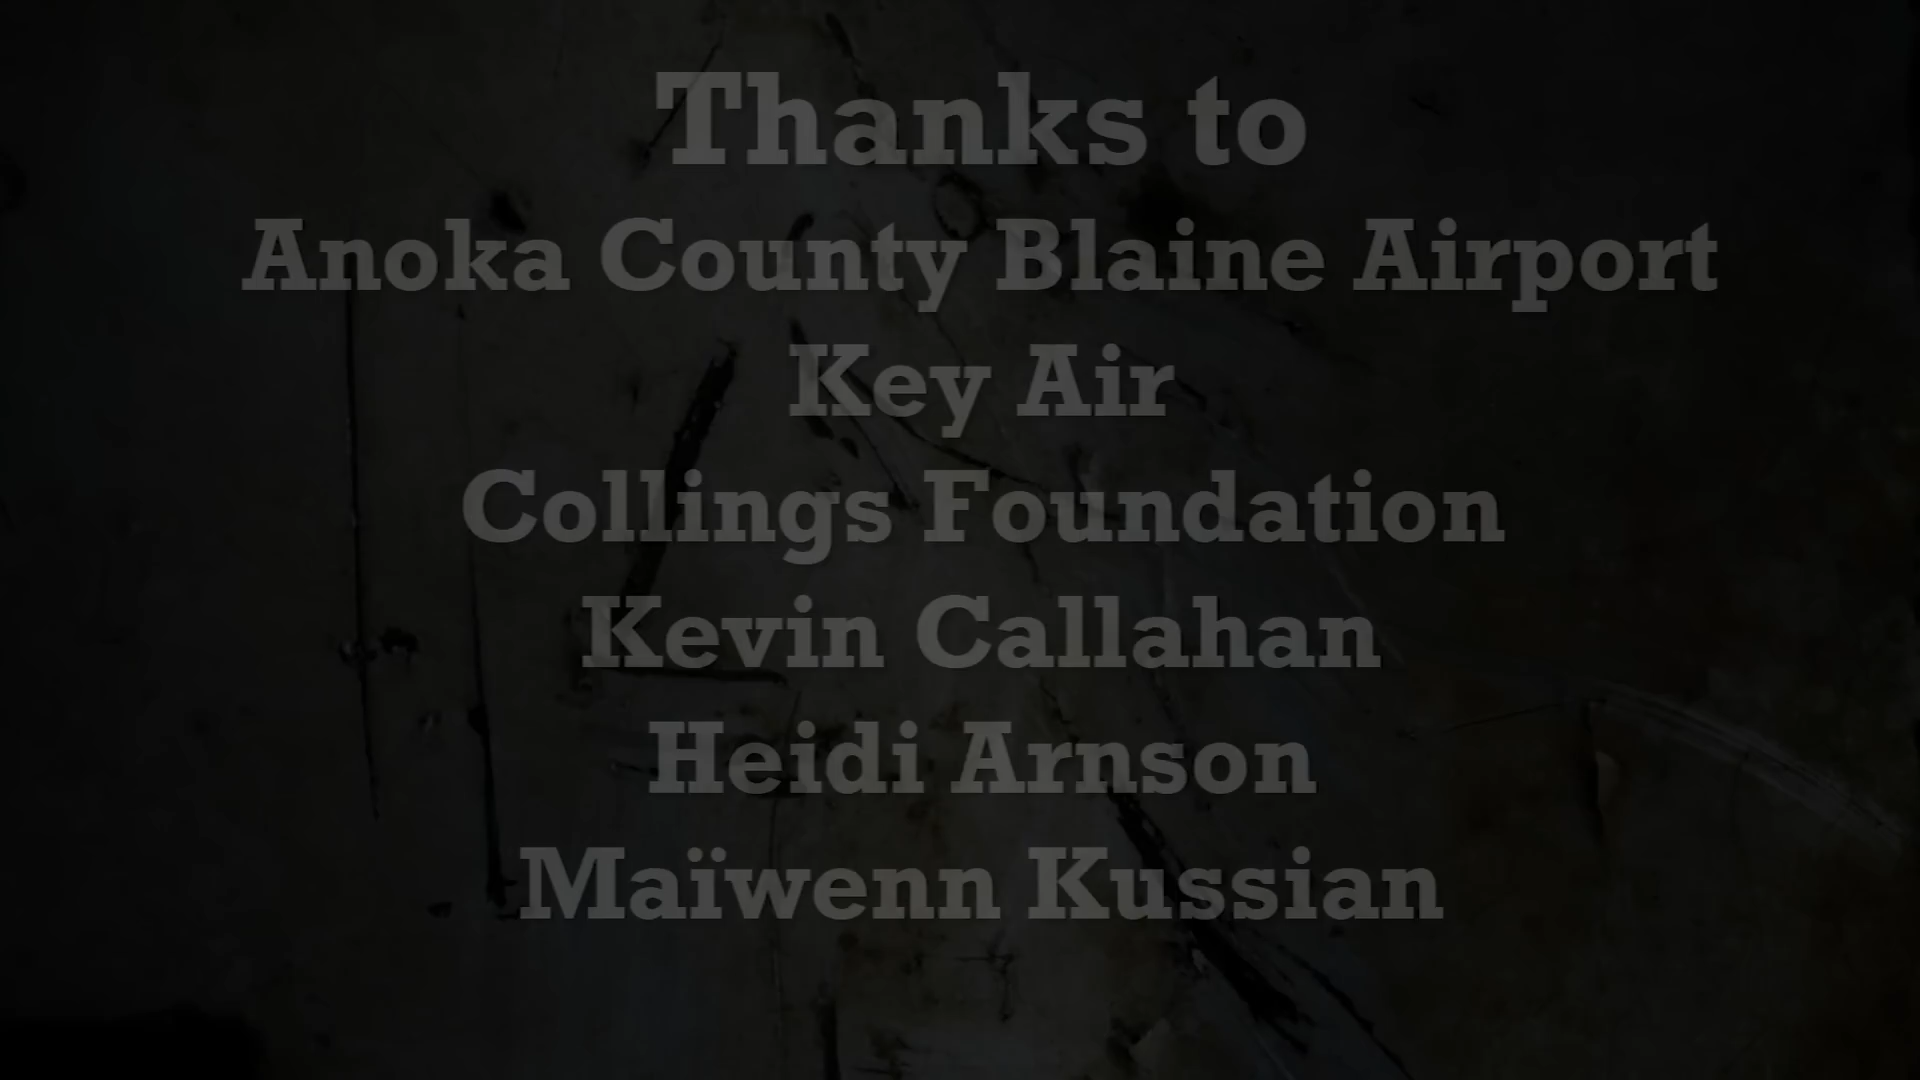 Thanks to
Anoka County Blaine Airport
Key Air
Collings Foundation
Kevin Callahan
Heidi Arnson
Maïwenn Kussian